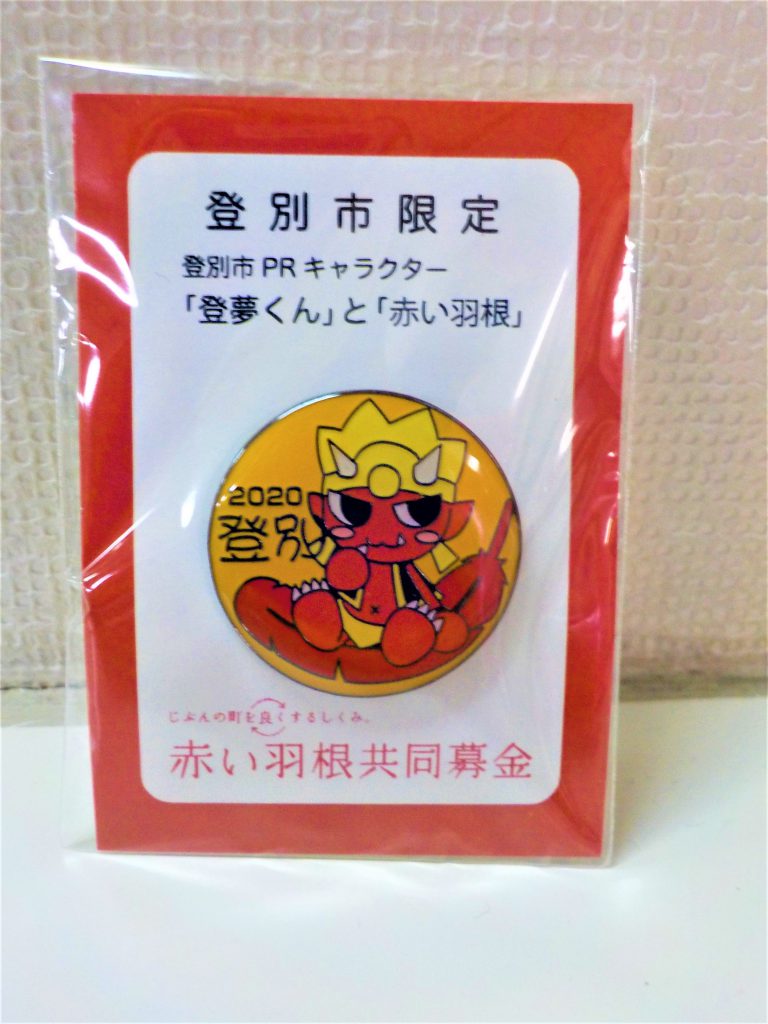 登別市限定
登別市PRキャラクター
「登夢くん」と「赤い羽根」
2020
登別
じぶんの町を良くするしくみ。
赤い羽根共同募金